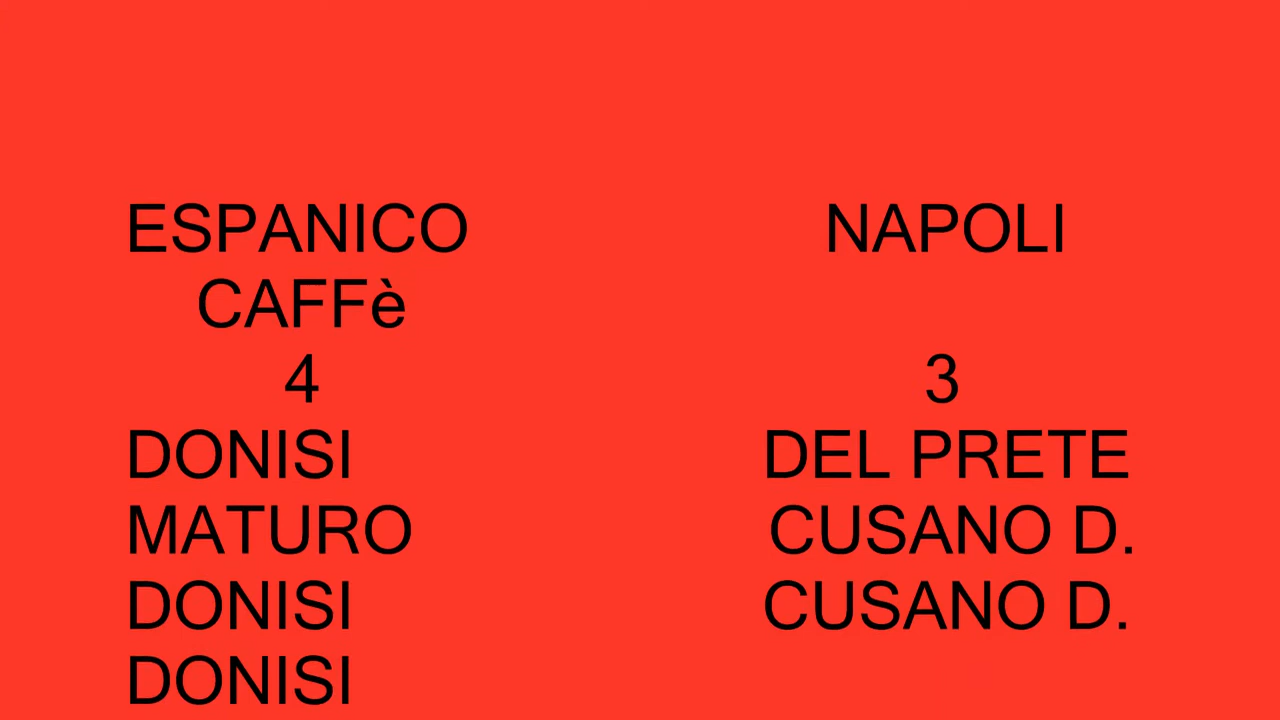 ESPANICO NAPOLI
CAFFè
4 3
DONISI DEL PRETE
MATURO CUSANO D.
DONISI CUSANO D.
DONISI